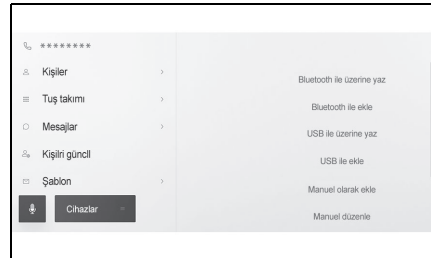 ********
Kişiler
Tuş takımı
Mesajlar
Kişilri güncll
Şablon
Cihazlar
Bluetooth ile üzerine yaz
Bluetooth ile ekle
USB ile üzerine yaz
USB ile ekle
Manuel olarak ekle
Manuel düzenle